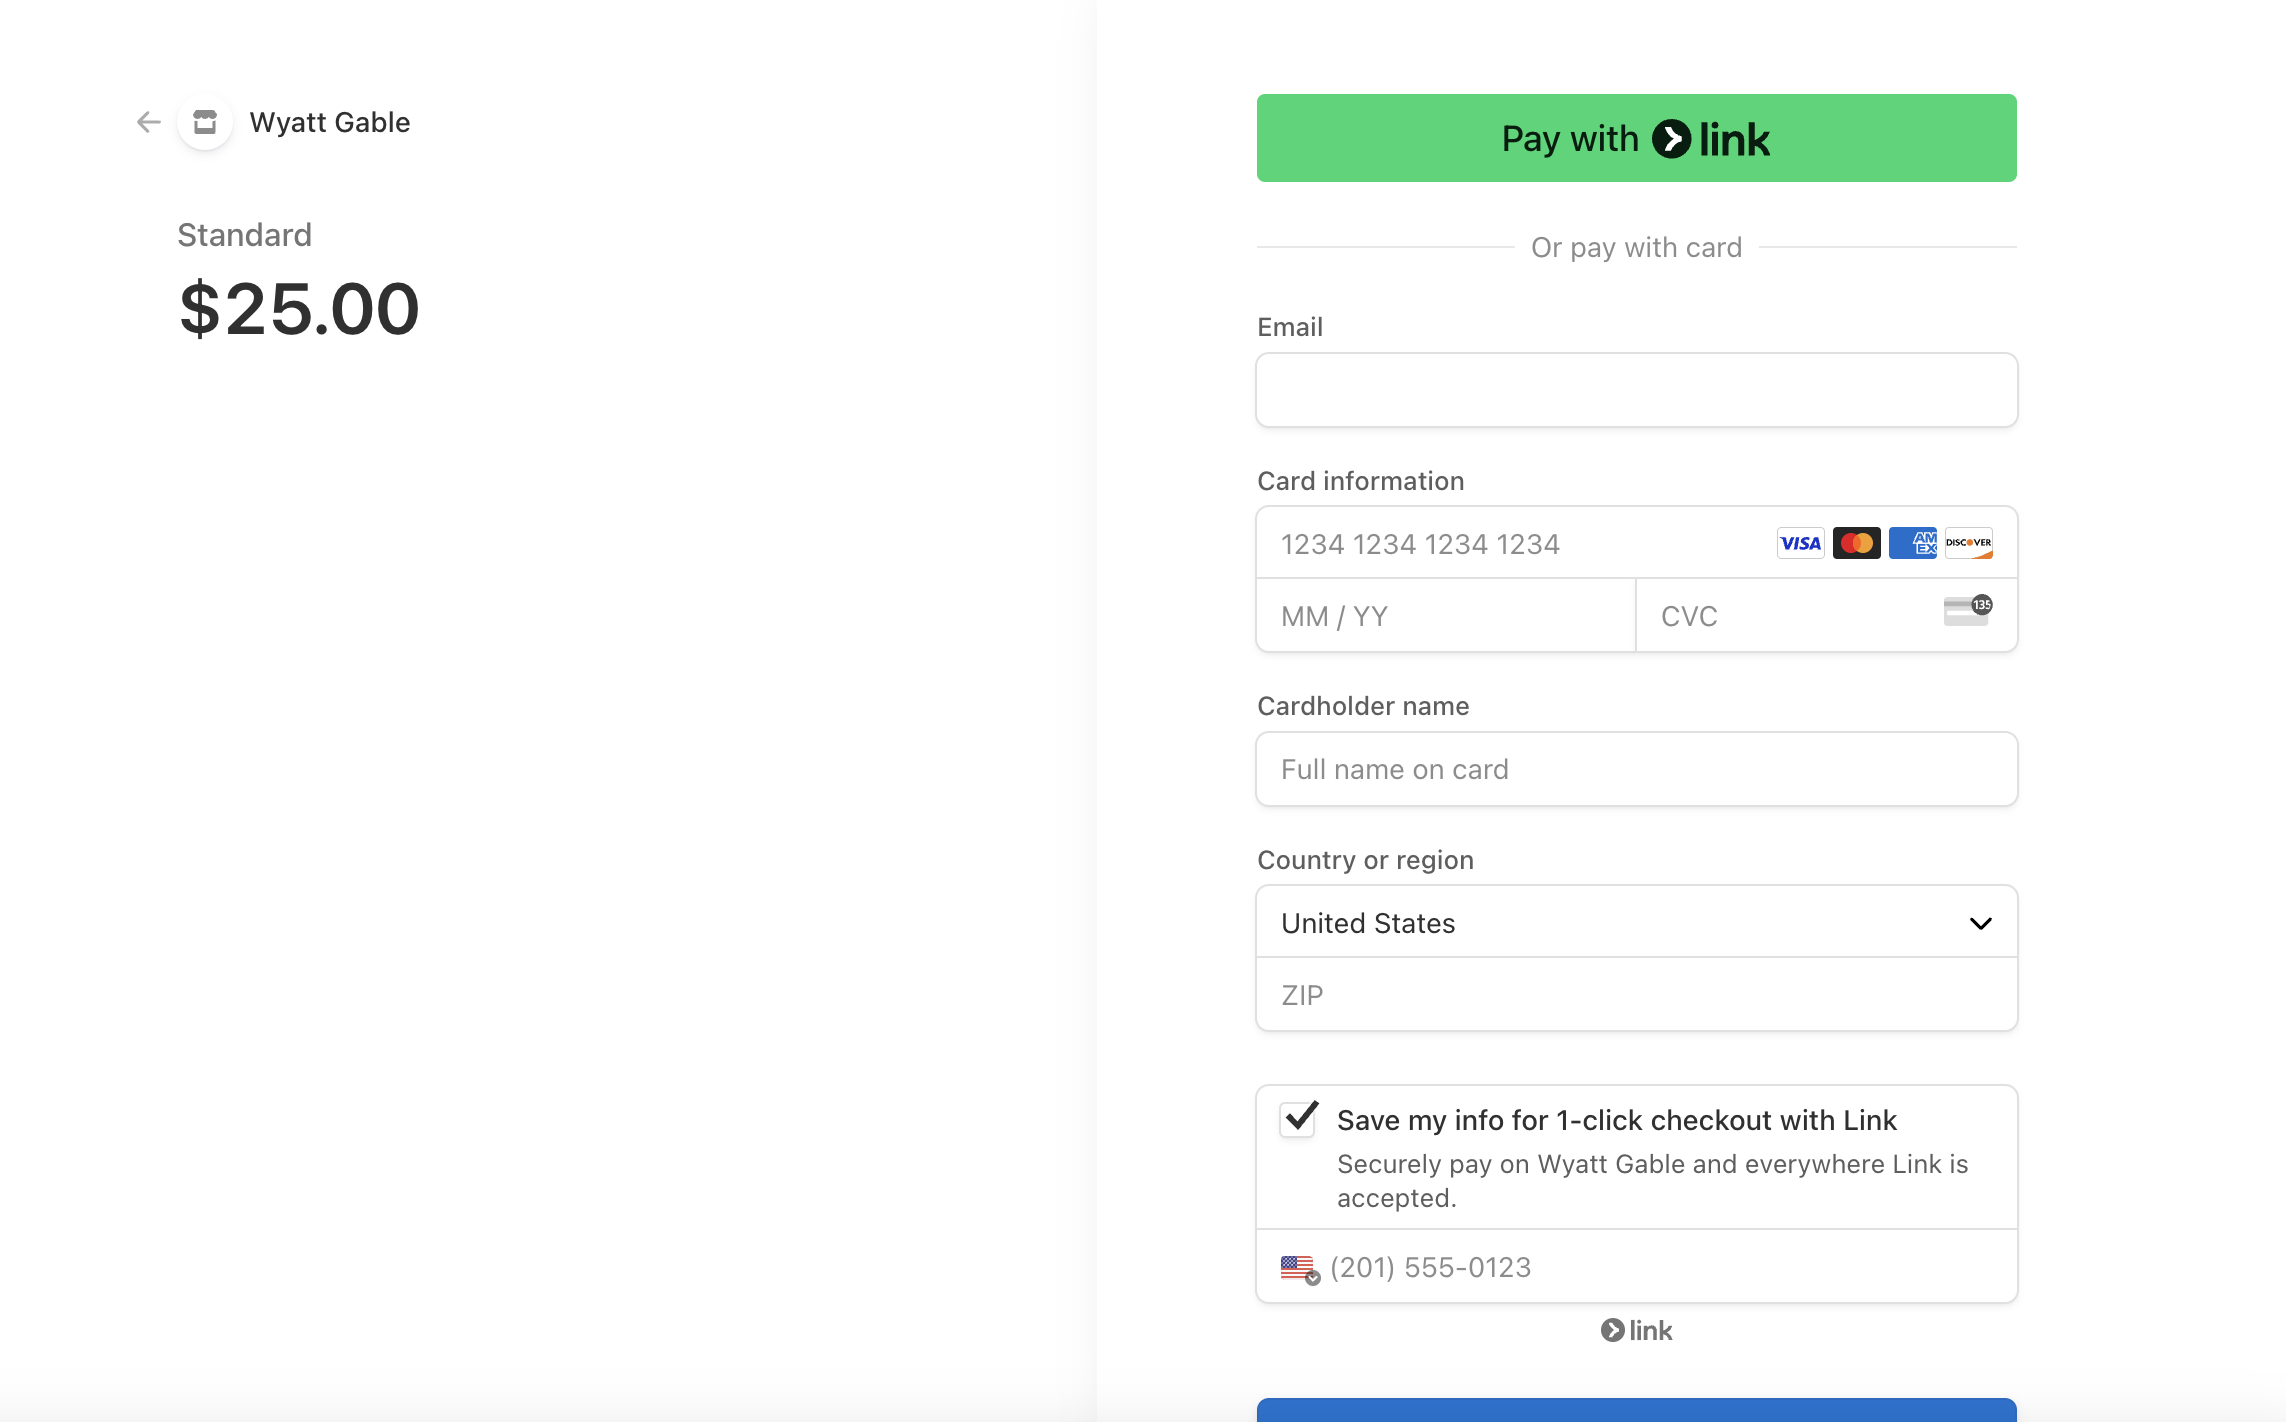 Wyatt Gable
Standard
$25.00
Pay with link
Or pay with card
Email
Card information
1234 1234 1234 1234 VISA AMEX DISCOVER
MM / YY CVC 135
Cardholder name
Full name on card
Country or region
United States
ZIP
Save my info for 1-click checkout with Link
Securely pay on Wyatt Gable and everywhere Link is
accepted.
(201) 555-0123
link